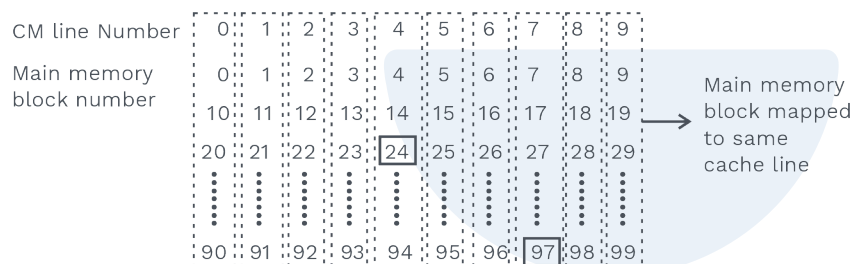 CM line Number 0 1 2 3 4 5 6 7 8 9
Main memory block number
0 1 2 3 4 5 6 7 8 9
10 11 12 13 14 15 16 17 18 19
20 21 22 23 24 25 26 27 28 29
90 91 92 93 94 95 96 97 98 99
Main memory
block mapped
to same
cache line